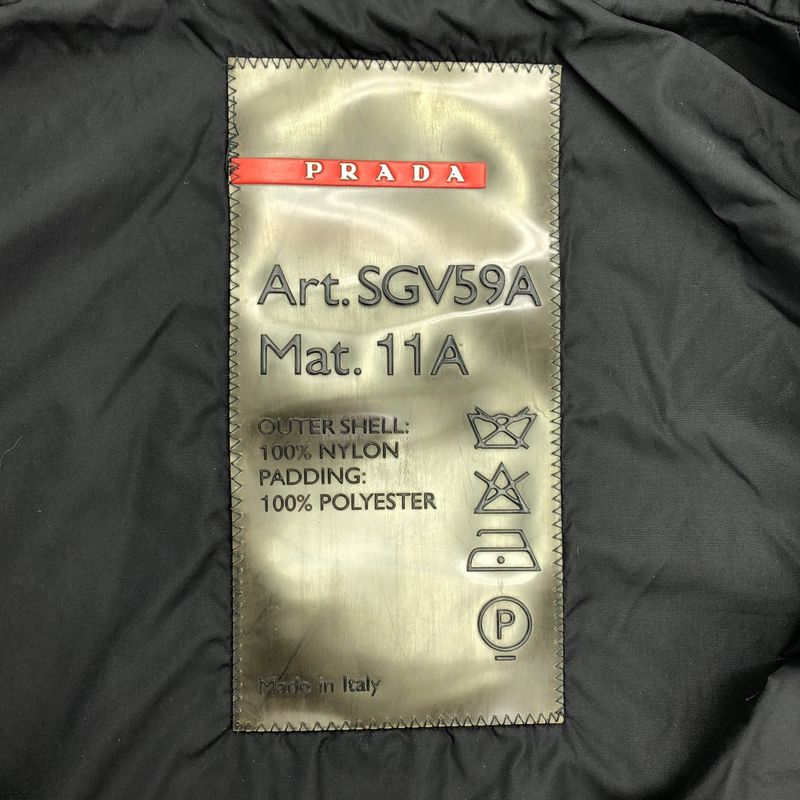 PRADA
Art. SGV59A
Mat. 11A
OUTER SHELL:
100% NYLON
PADDING:
100% POLYESTER
P
Made in Italy